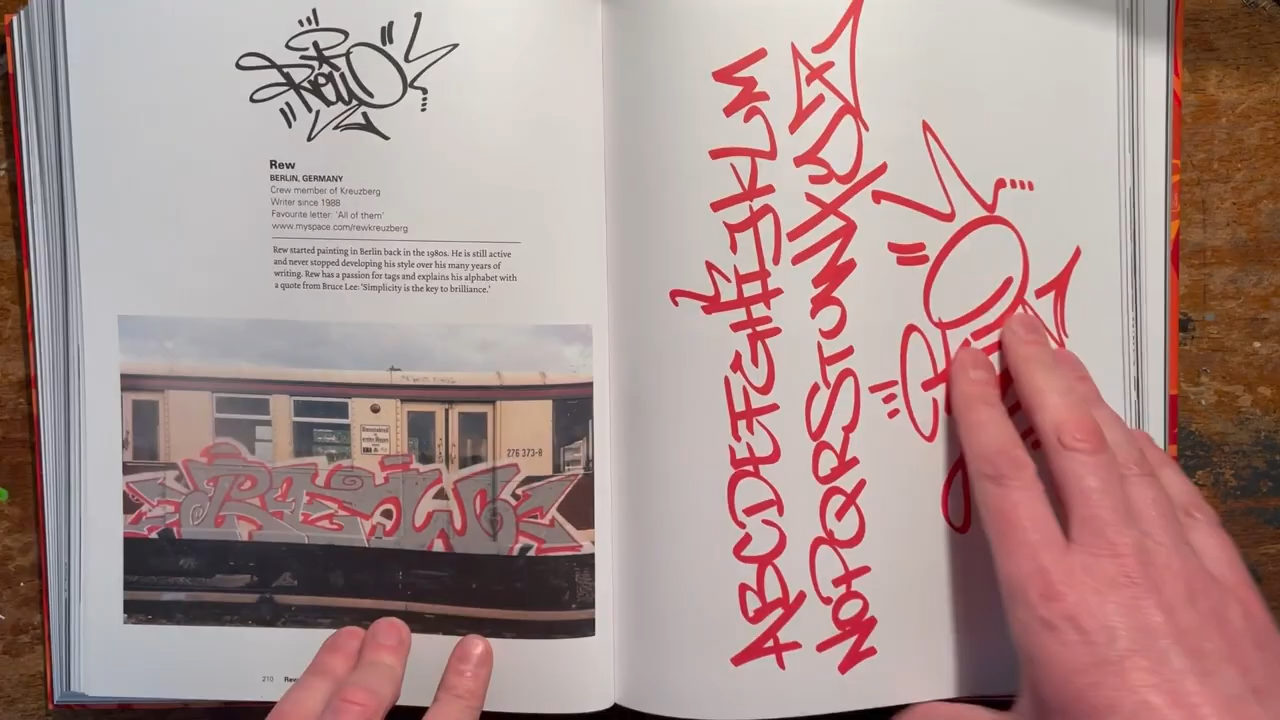 Rew
Rew
BERLIN, GERMANY
Crew member of Kreuzberg
Writer since 1988
Favourite letter: 'All of them'
www.myspace.com/rewkreuzberg
Rew started painting in Berlin back in the 1980s. He is still active
and never stopped developing his style over his many years of
writing. Rew has a passion for tags and explains his alphabet with
a quote from Bruce Lee: 'Simplicity is the key to brilliance.'
276 373-8
210 Rew
ABCDEFGHIJKLM
NOPQRSTUVWXYZ